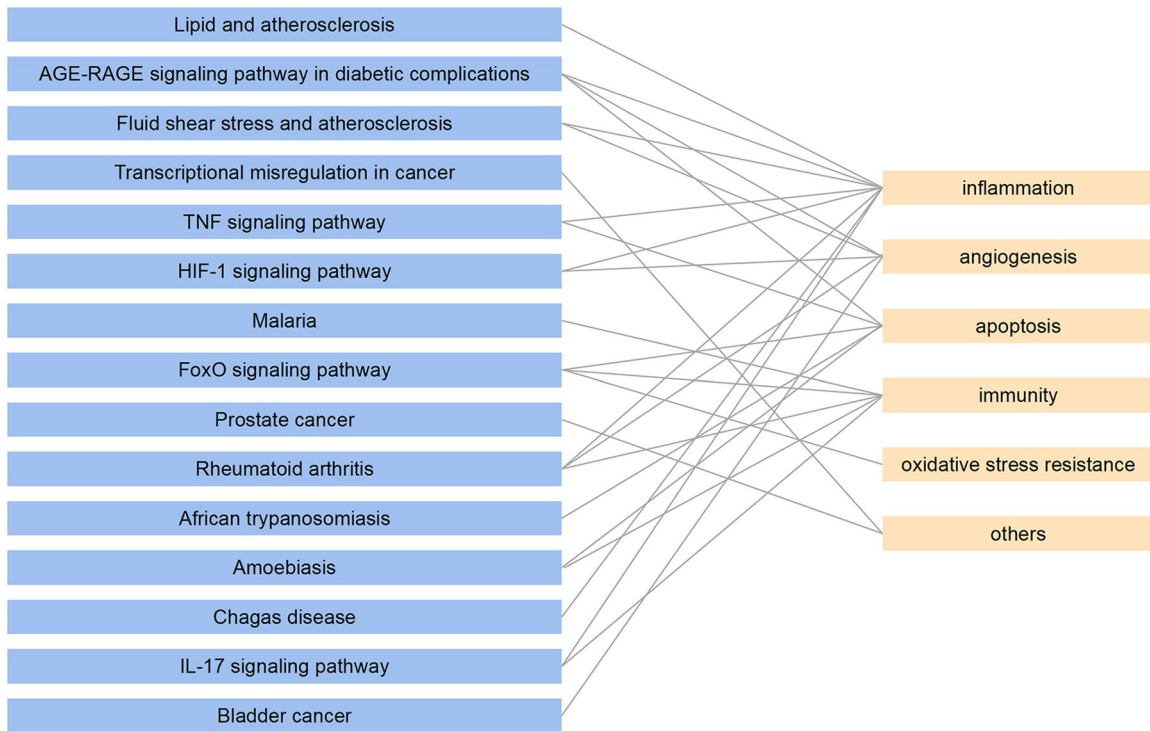 Lipid and atherosclerosis
AGE-RAGE signaling pathway in diabetic complications
Fluid shear stress and atherosclerosis
Transcriptional misregulation in cancer
TNF signaling pathway
HIF-1 signaling pathway
Malaria
FoxO signaling pathway
Prostate cancer
Rheumatoid arthritis
African trypanosomiasis
Amoebiasis
Chagas disease
IL-17 signaling pathway
Bladder cancer
inflammation
angiogenesis
apoptosis
immunity
oxidative stress resistance
others